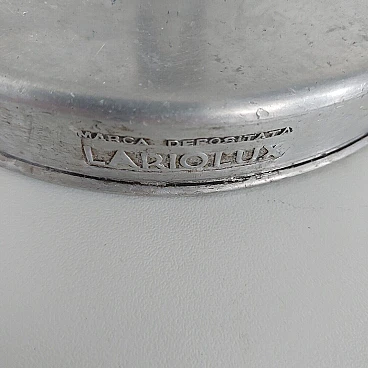 MARCA DEPOSITATA
LARIOLUX